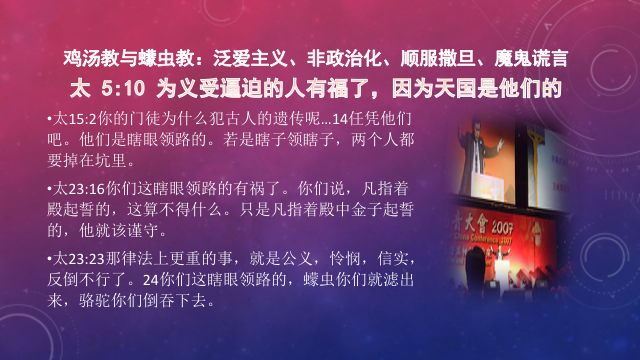 鸡汤教与蠓虫教：泛爱主义、非政治化、顺服撒旦、魔鬼谎言
太 5:10 为义受逼迫的人有福了，因为天国是他们的
•太15:2你的门徒为什么犯古人的遗传呢…14任凭他们
吧。他们是瞎眼领路的。若是瞎子领瞎子，两个人都
要掉在坑里。
•太23:16你们这瞎眼领路的有祸了。你们说，凡指着
殿起誓的，这算不得什么。只是凡指着殿中金子起誓
的，他就该谨守。
•太23:23那律法上更重的事，就是公义，怜悯，信实，
反倒不行了。24你们这瞎眼领路的，蠓虫你们就滤出
来，骆驼你们倒吞下去。
音大會 2007
China Conference 2007